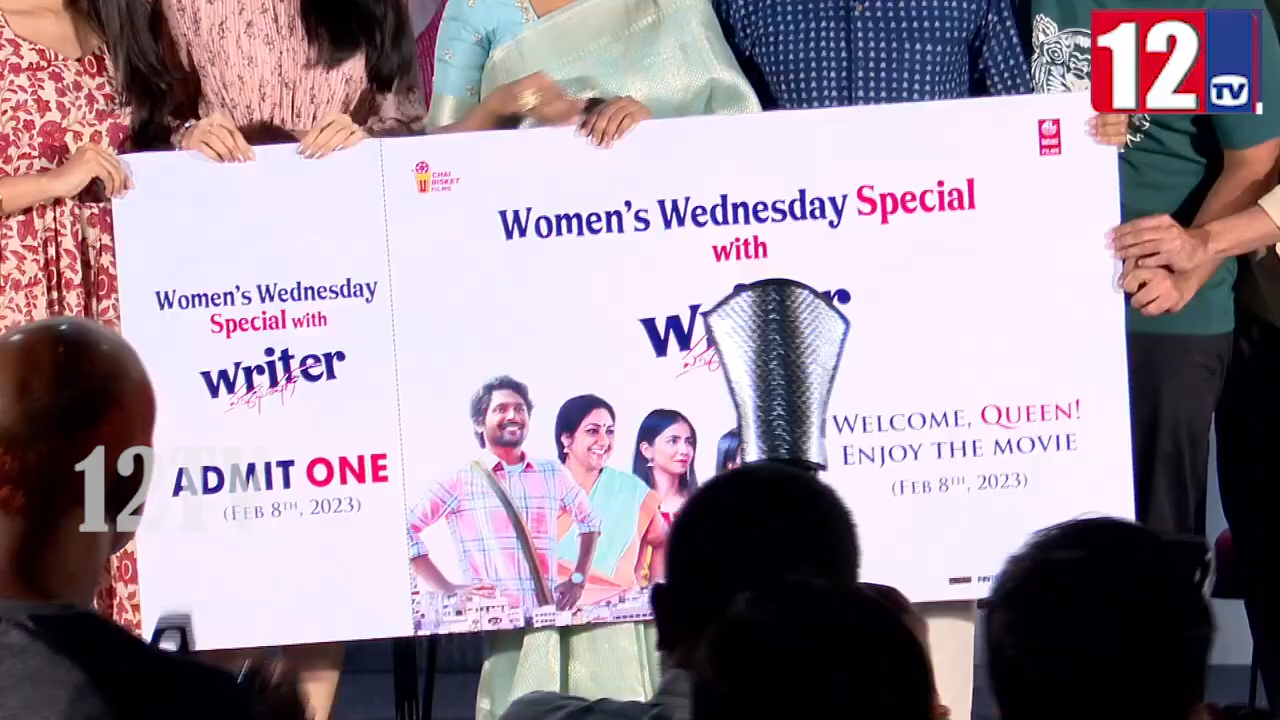 12
TV
CHAI
BISKET
FILMS
Women's Wednesday Special
with
Women's Wednesday
Special with
writer
ADMIT ONE
(FEB 8TH, 2023)
WELCOME, QUEEN!
ENJOY THE MOVIE
(FEB 8TH, 2023)
12TV